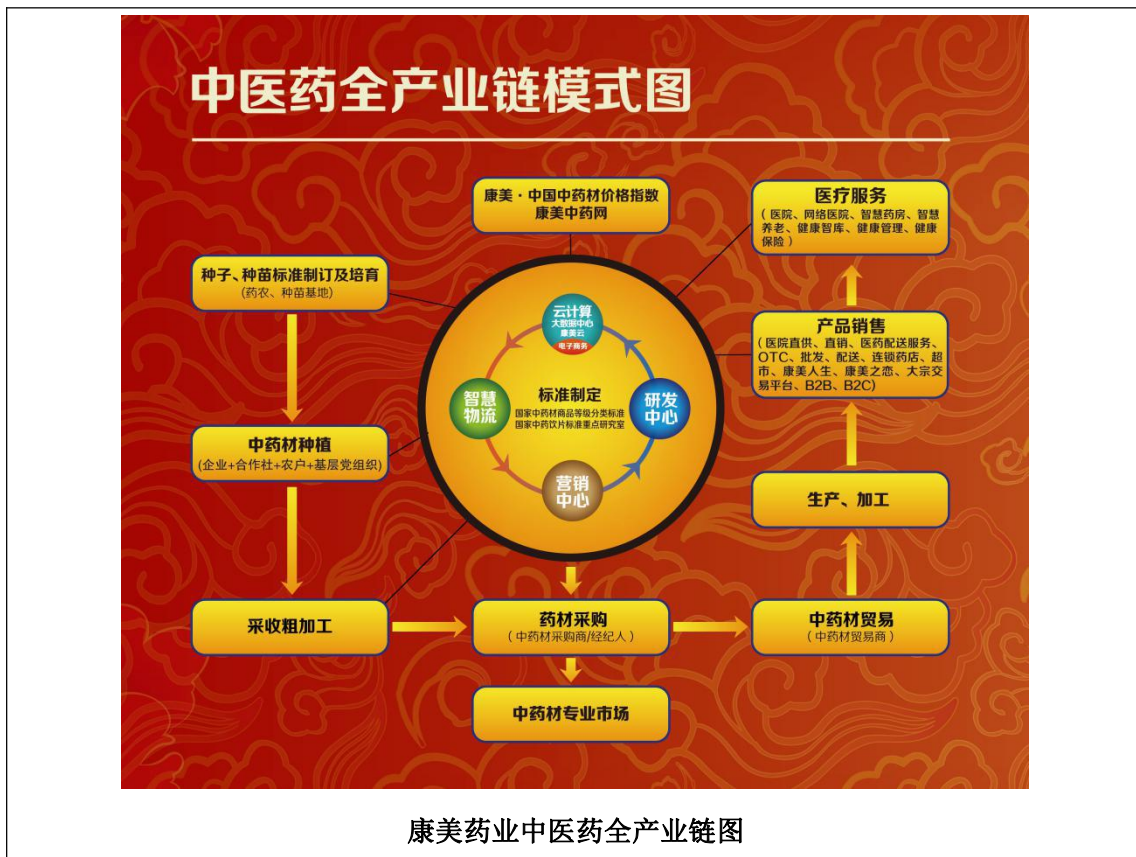 中医药全产业链模式图
康美·中国中药材价格指数
康美中药网
医疗服务
（医院、网络医院、智慧药房、智慧
养老、健康智库、健康管理、健康
保险）
种子、种苗标准制订及培育
(药农、种苗基地)
云计算
大数据中心
康美云
电子商务
产品销售
（医院直供、直销、医药配送服务、
OTC、批发、配送、连锁药店、超
市、康美人生、康美之恋、大宗交
易平台、B2B、B2C)
智慧
物流
标准制定
国家中药材商品等级分类标准
国家中药饮片标准重点研究室
研发
中心
中药材种植
(企业+合作社+农户+基层党组织)
营销
中心
生产、加工
采收粗加工
药材采购
（中药材采购商/经纪人）
中药材贸易
（中药材贸易商）
中药材专业市场
康美药业中医药全产业链图